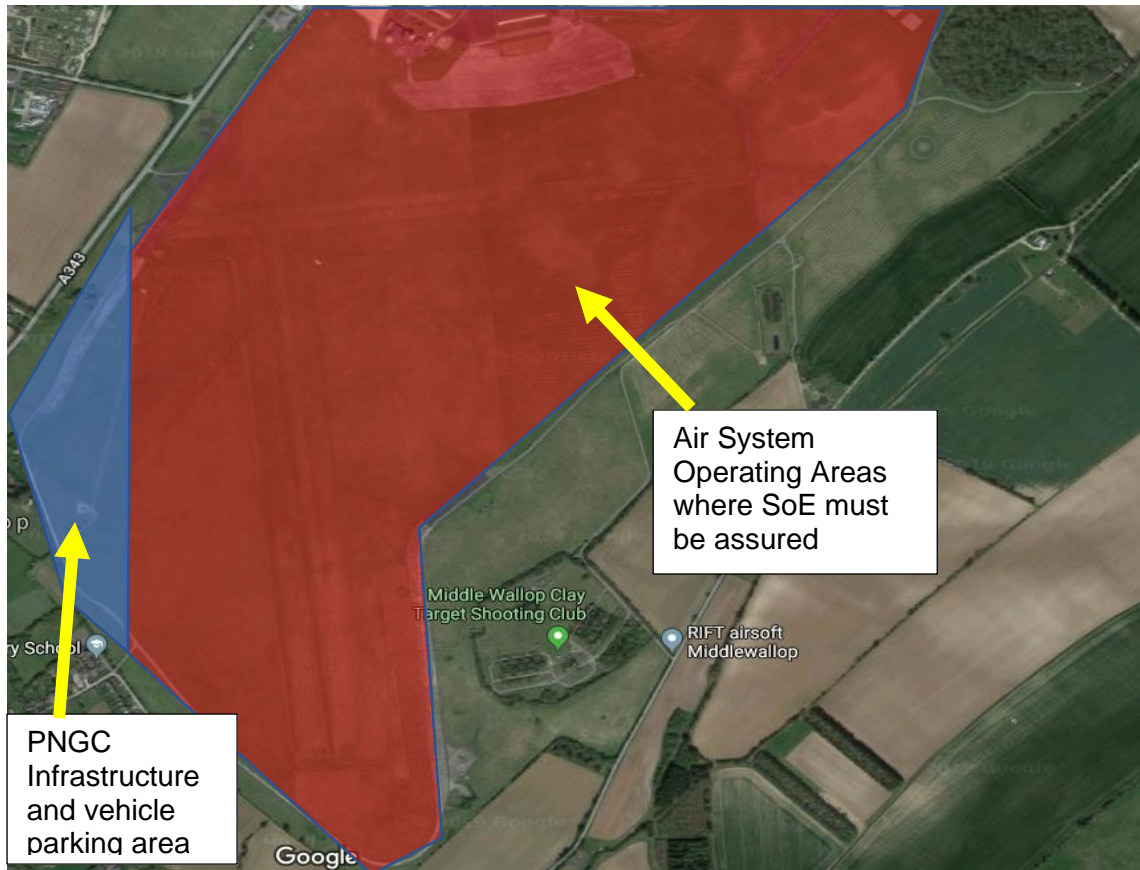 A343
Air System
Operating Areas
where SoE must
be assured
op
Middle Wallop Clay
Target Shooting Club
RIFT airsoft
Middlewallop
ry School
PNGC
Infrastructure
and vehicle
parking area
Google